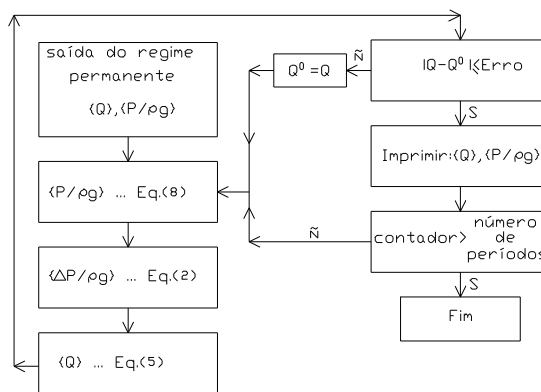 saída do regime
permanente
{Q},{P/ρg}
{P/ρg} ... Eq.(8)
{ΔP/ρg} ... Eq.(2)
{Q} ... Eq.(5)
Q⁰ =Q
ñ
|Q-Q⁰|⩽Erro
S
Imprimir:{Q},{P/ρg}
ñ
contador> número
de
períodos
S
Fim